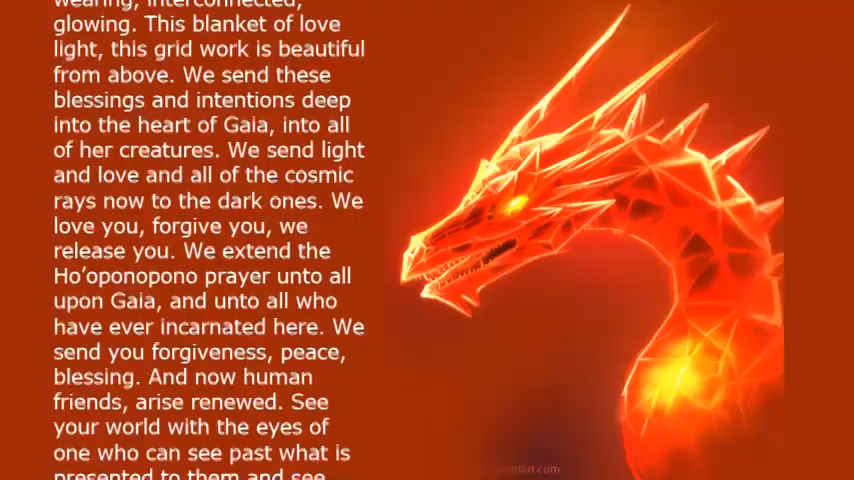 wearing, interconnected,
glowing. This blanket of love
light, this grid work is beautiful
from above. We send these
blessings and intentions deep
into the heart of Gaia, into all
of her creatures. We send light
and love and all of the cosmic
rays now to the dark ones. We
love you, forgive you, we
release you. We extend the
Ho’oponopono prayer unto all
upon Gaia, and unto all who
have ever incarnated here. We
send you forgiveness, peace,
blessing. And now human
friends, arise renewed. See
your world with the eyes of
one who can see past what is
presented to them and see